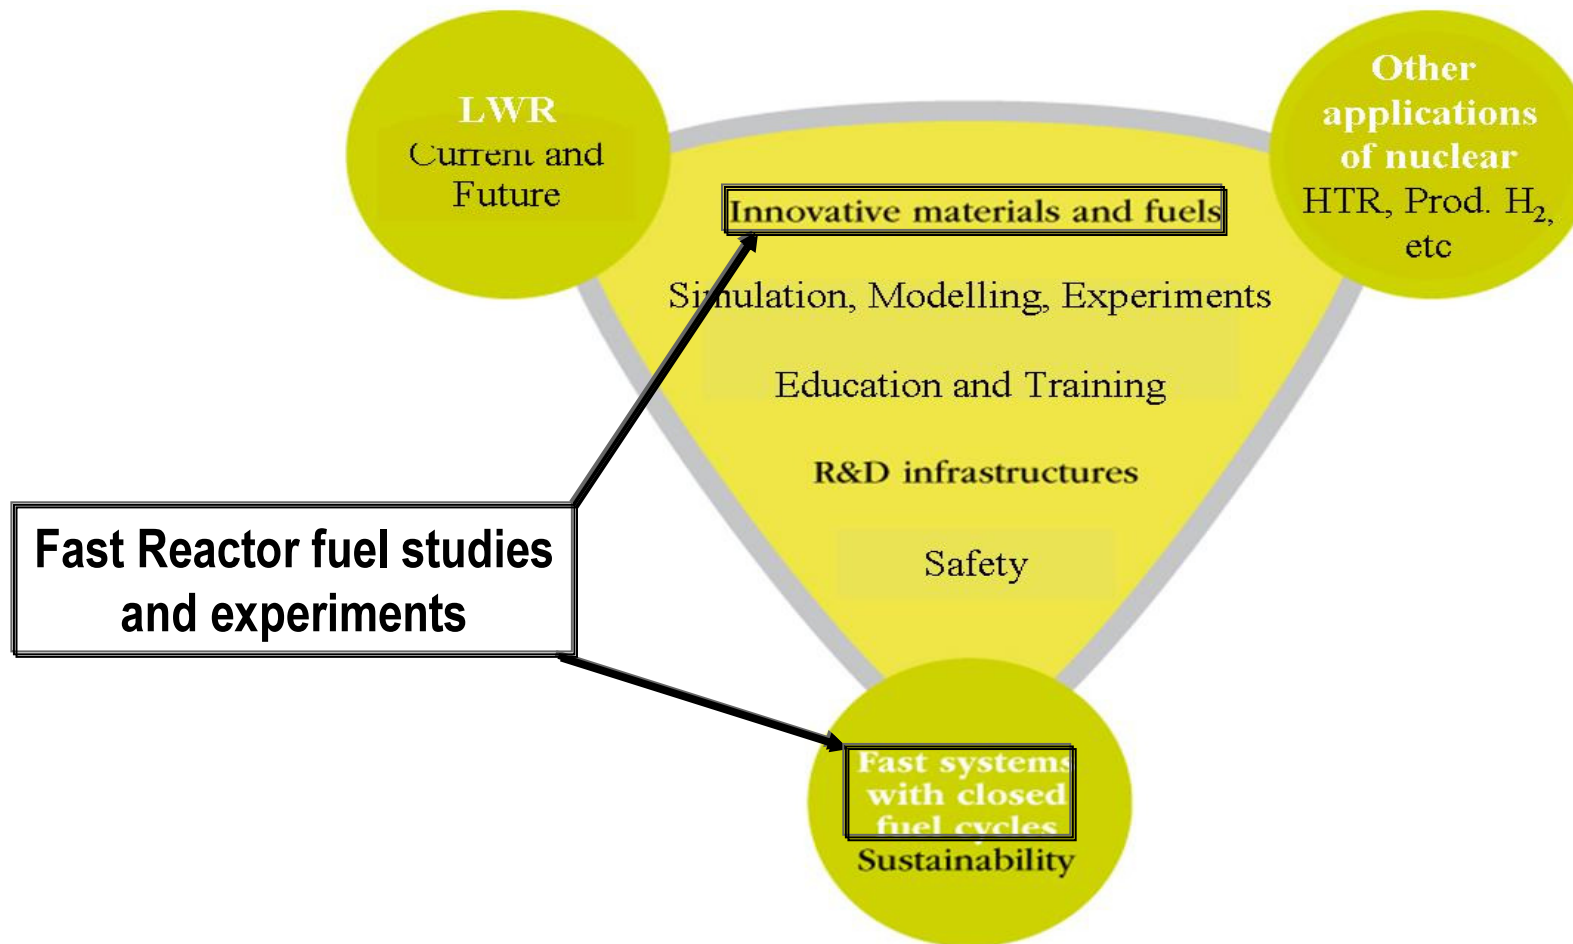 LWR
Current and
Future
Other
applications
of nuclear
HTR, Prod. H₂,
etc
Innovative materials and fuels
Simulation, Modelling, Experiments
Education and Training
R&D infrastructures
Safety
Fast Reactor fuel studies
and experiments
Fast systems
with closed
fuel cycles
Sustainability